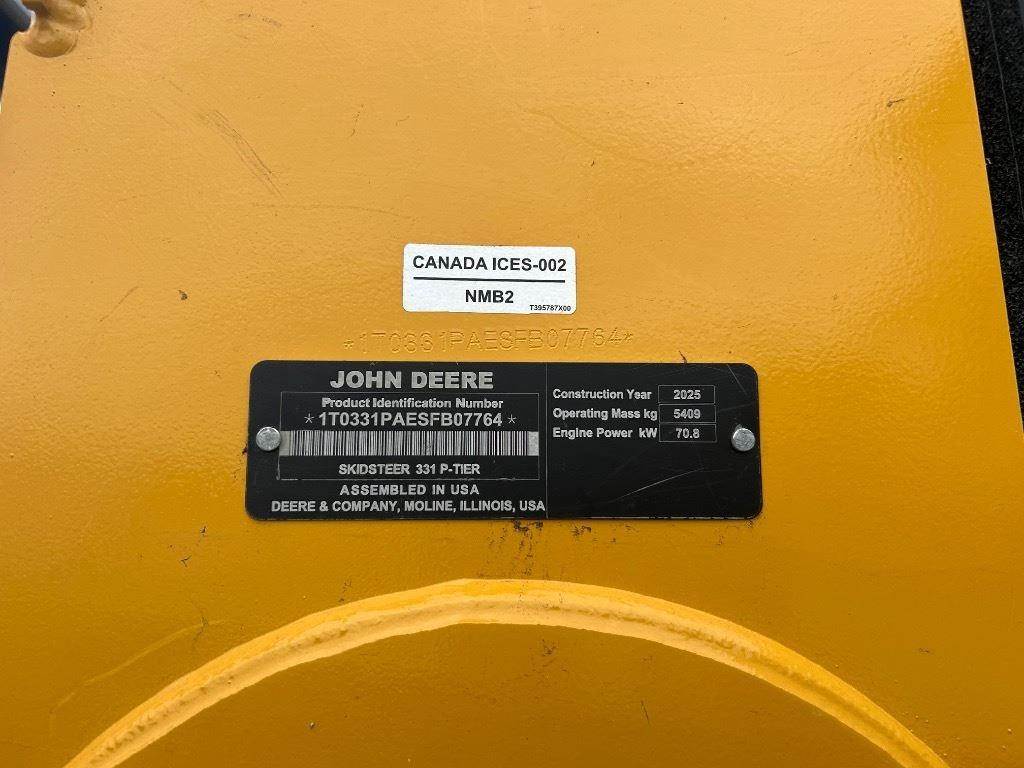 CANADA ICES-002
NMB2
T395787X00
*1T0331PAESFB07764*
JOHN DEERE
Product Identification Number
*1T0331PAESFB07764*
SKIDSTEER 331 P-TIER
ASSEMBLED IN USA
DEERE & COMPANY, MOLINE, ILLINOIS, USA
Construction Year 2025
Operating Mass kg 5409
Engine Power kW 70.8